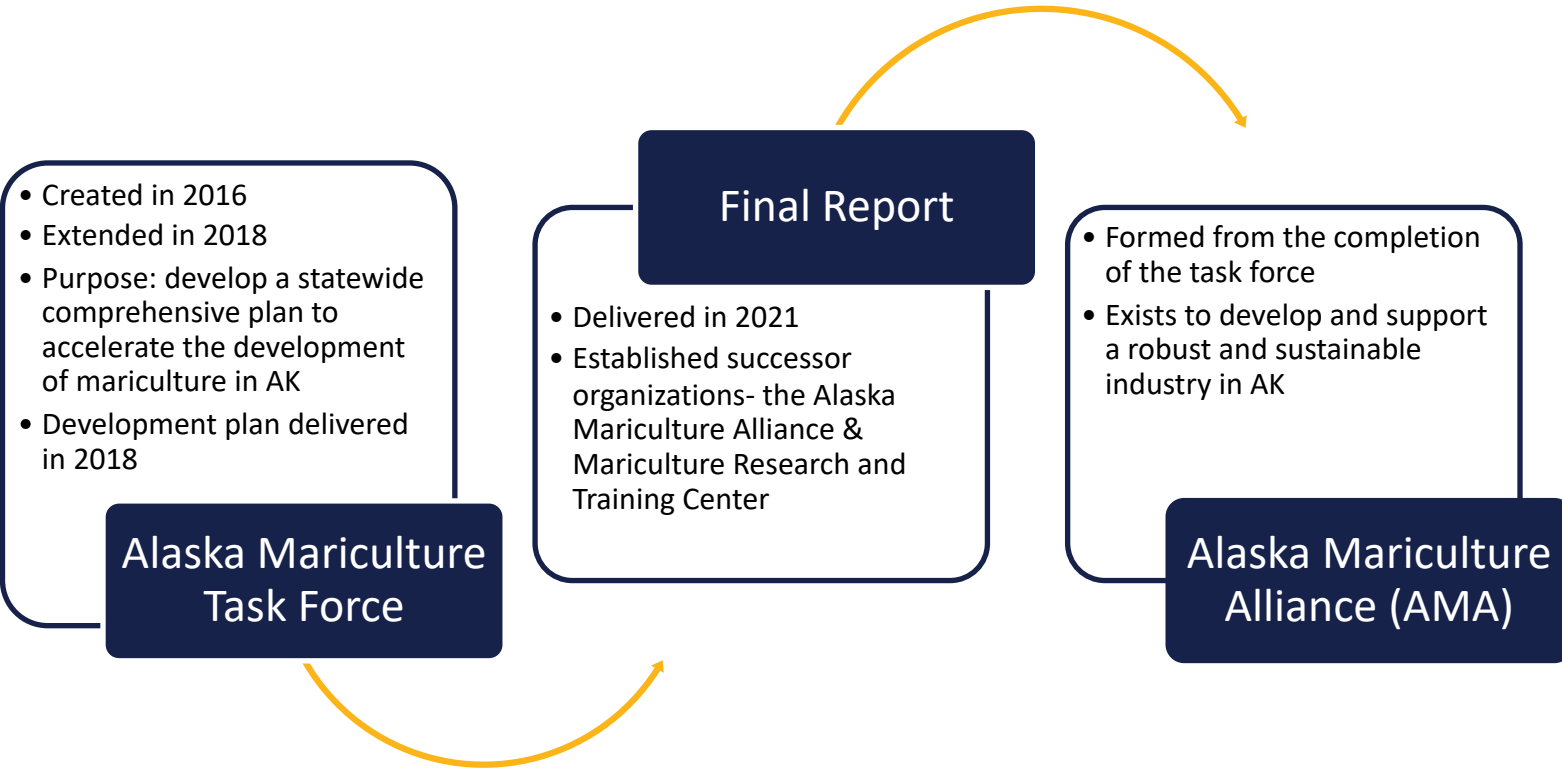 • Created in 2016
• Extended in 2018
• Purpose: develop a statewide
comprehensive plan to
accelerate the development
of mariculture in AK
• Development plan delivered
in 2018
Alaska Mariculture
Task Force
Final Report
• Delivered in 2021
• Established successor
organizations- the Alaska
Mariculture Alliance &
Mariculture Research and
Training Center
• Formed from the completion
of the task force
• Exists to develop and support
a robust and sustainable
industry in AK
Alaska Mariculture
Alliance (AMA)